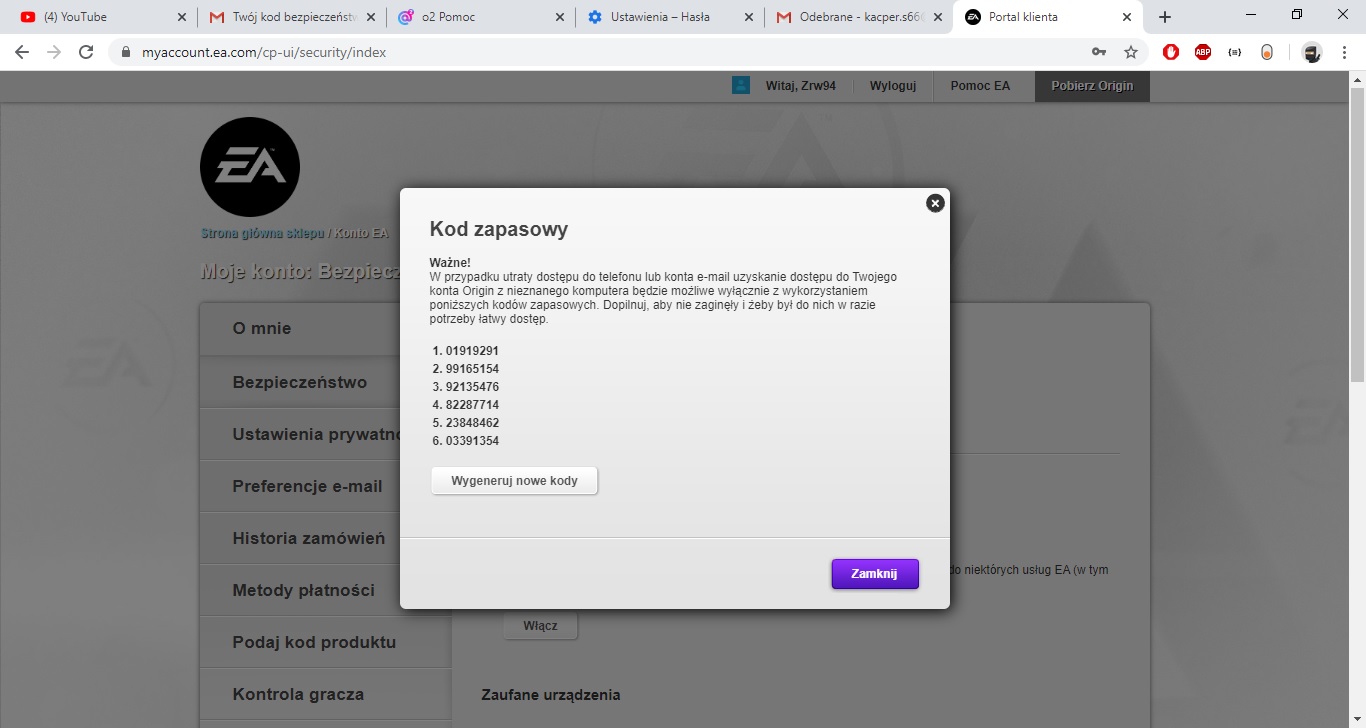 (4) YouTube
Twój kod bezpieczeństw
o2 Pomoc
Ustawienia – Hasła
Odebrane - kacper.s66
Portal klienta
myaccount.ea.com/cp-ui/security/index
ABP
Witaj, Zrw94
Wyloguj
Pomoc EA
Pobierz Origin
EA
Strona główna sklepu / Konto EA
Moje konto: Bezpiecz
O mnie
Bezpieczeństwo
Ustawienia prywatno
Preferencje e-mail
Historia zamówień
Metody płatności
Podaj kod produktu
Kontrola gracza
Kod zapasowy
Ważne!
W przypadku utraty dostępu do telefonu lub konta e-mail uzyskanie dostępu do Twojego
konta Origin z nieznanego komputera będzie możliwe wyłącznie z wykorzystaniem
poniższych kodów zapasowych. Dopilnuj, aby nie zaginęły i żeby był do nich w razie
potrzeby łatwy dostęp.
1. 01919291
2. 99165154
3. 92135476
4. 82287714
5. 23848462
6. 03391354
Wygeneruj nowe kody
Zamknij
do niektórych usług EA (w tym
Włącz
Zaufane urządzenia